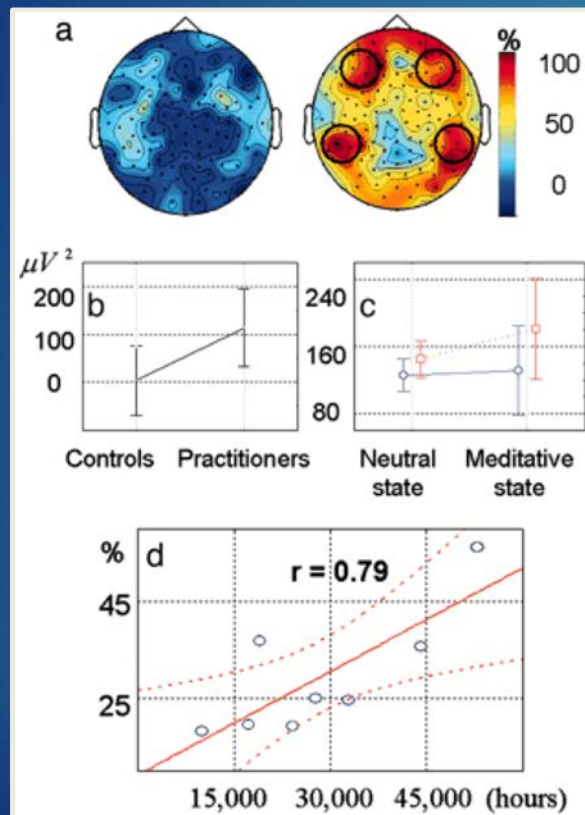 a
%
100
50
0
μV²
200
100
0
b
Controls Practitioners
240
160
80
c
Neutral state
Meditative state
%
d
r = 0.79
45
25
15,000 30,000 45,000 (hours)